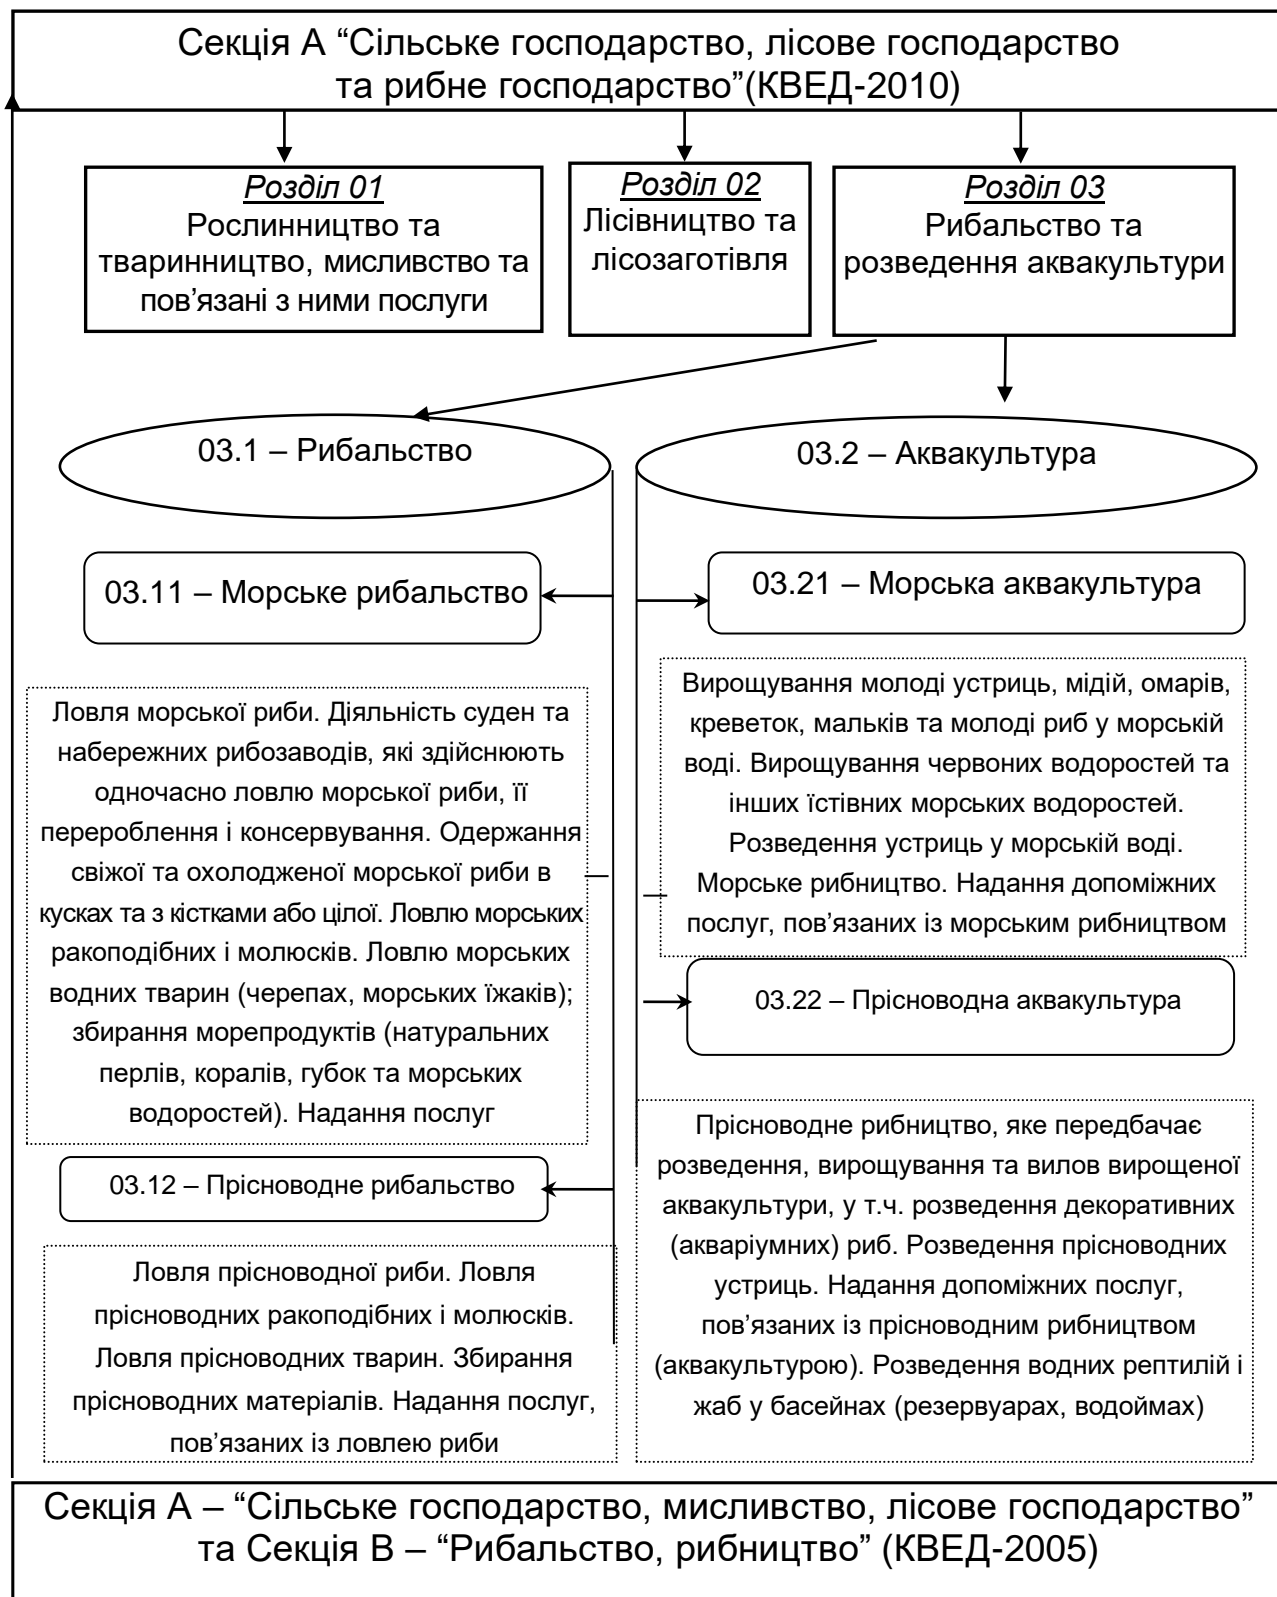 Секція А “Сільське господарство, лісове господарство
та рибне господарство”(КВЕД-2010)
Розділ 01
Рослинництво та
тваринництво, мисливство та
пов’язані з ними послуги
Розділ 02
Лісівництво та
лісозаготівля
Розділ 03
Рибальство та
розведення аквакультури
03.1 – Рибальство
03.2 – Аквакультура
03.11 – Морське рибальство
Ловля морської риби. Діяльність суден та
набережних рибозаводів, які здійснюють
одночасно ловлю морської риби, її
перероблення і консервування. Одержання
свіжої та охолодженої морської риби в
кусках та з кістками або цілої. Ловлю морських
ракоподібних і молюсків. Ловлю морських
водних тварин (черепах, морських їжаків);
збирання морепродуктів (натуральних
перлів, коралів, губок та морських
водоростей). Надання послуг
03.12 – Прісноводне рибальство
Ловля прісноводної риби. Ловля
прісноводних ракоподібних і молюсків.
Ловля прісноводних тварин. Збирання
прісноводних матеріалів. Надання послуг,
пов’язаних із ловлею риби
03.21 – Морська аквакультура
Вирощування молоді устриць, мідій, омарів,
креветок, мальків та молоді риб у морській
воді. Вирощування червоних водоростей та
інших їстівних морських водоростей.
Розведення устриць у морській воді.
Морське рибництво. Надання допоміжних
послуг, пов’язаних із морським рибництвом
03.22 – Прісноводна аквакультура
Прісноводне рибництво, яке передбачає
розведення, вирощування та вилов вирощеної
аквакультури, у т.ч. розведення декоративних
(акваріумних) риб. Розведення прісноводних
устриць. Надання допоміжних послуг,
пов’язаних із прісноводним рибництвом
(аквакультурою). Розведення водних рептилій і
жаб у басейнах (резервуарах, водоймах)
Секція А – “Сільське господарство, мисливство, лісове господарство”
та Секція В – “Рибальство, рибництво” (КВЕД-2005)